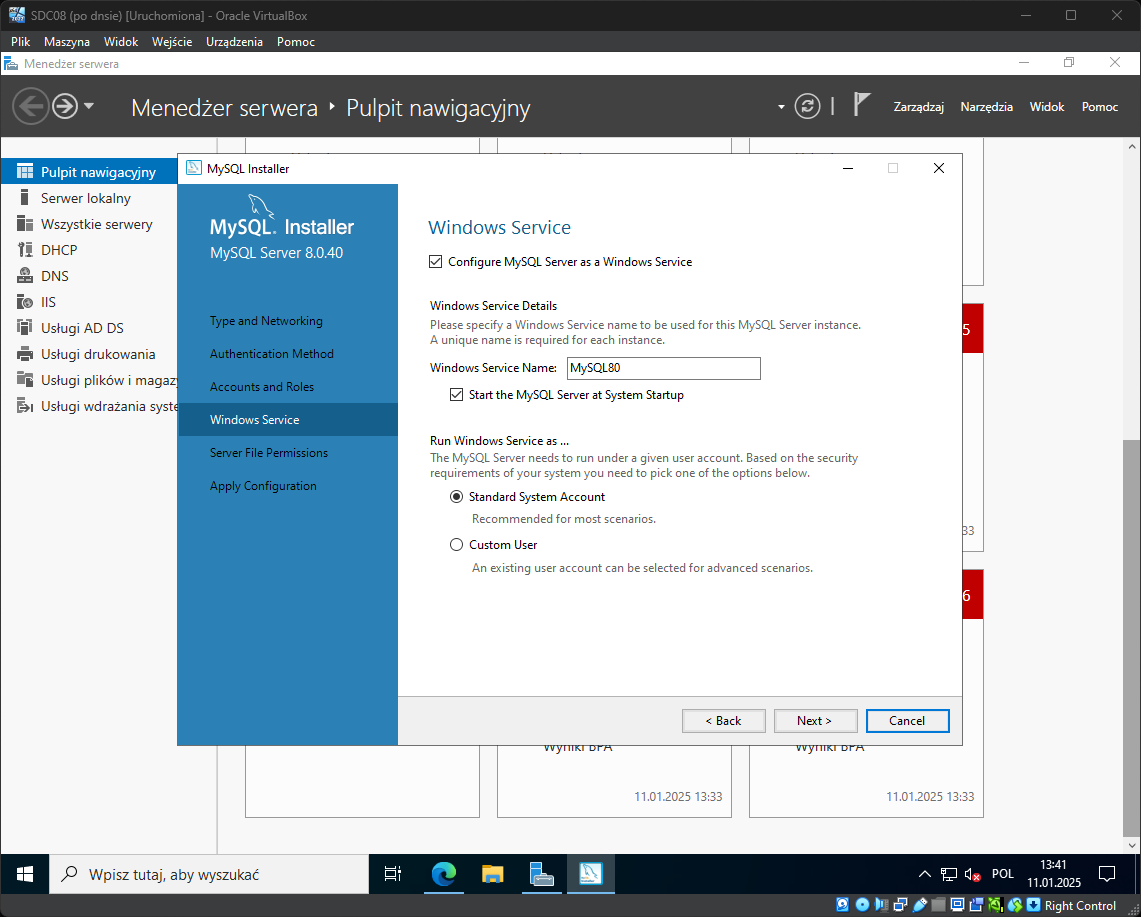 SDC08 (po dnsie) [Uruchomiona] - Oracle VirtualBox
Plik Maszyna Widok Wejście Urządzenia Pomoc
Menedżer serwera
Menedżer serwera Pulpit nawigacyjny
Zarządzaj Narzędzia Widok Pomoc
Pulpit nawigacyjny
Serwer lokalny
Wszystkie serwery
DHCP
DNS
IIS
Usługi AD DS
Usługi drukowania
Usługi plików i magaz
Usługi wdrażania syste
MySQL Installer
MySQL. Installer
MySQL Server 8.0.40
Type and Networking
Authentication Method
Accounts and Roles
Windows Service
Server File Permissions
Apply Configuration
Windows Service
Configure MySQL Server as a Windows Service
Windows Service Details
Please specify a Windows Service name to be used for this MySQL Server instance.
A unique name is required for each instance.
Windows Service Name: MySQL80
Start the MySQL Server at System Startup
Run Windows Service as ...
The MySQL Server needs to run under a given user account. Based on the security
requirements of your system you need to pick one of the options below.
Standard System Account
Recommended for most scenarios.
Custom User
An existing user account can be selected for advanced scenarios.
< Back Next > Cancel
5
33
6
Wyniki BPA Wyniki BPA
11.01.2025 13:33 11.01.2025 13:33
Wpisz tutaj, aby wyszukać
POL
13:41
11.01.2025
Right Control